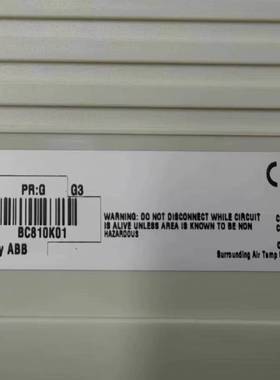 PR:G G3
BC810K01
y ABB
WARNING: DO NOT DISCONNECT WHILE CIRCUIT
IS ALIVE UNLESS AREA IS KNOWN TO BE NON
HAZARDOUS
Surrounding Air Temp